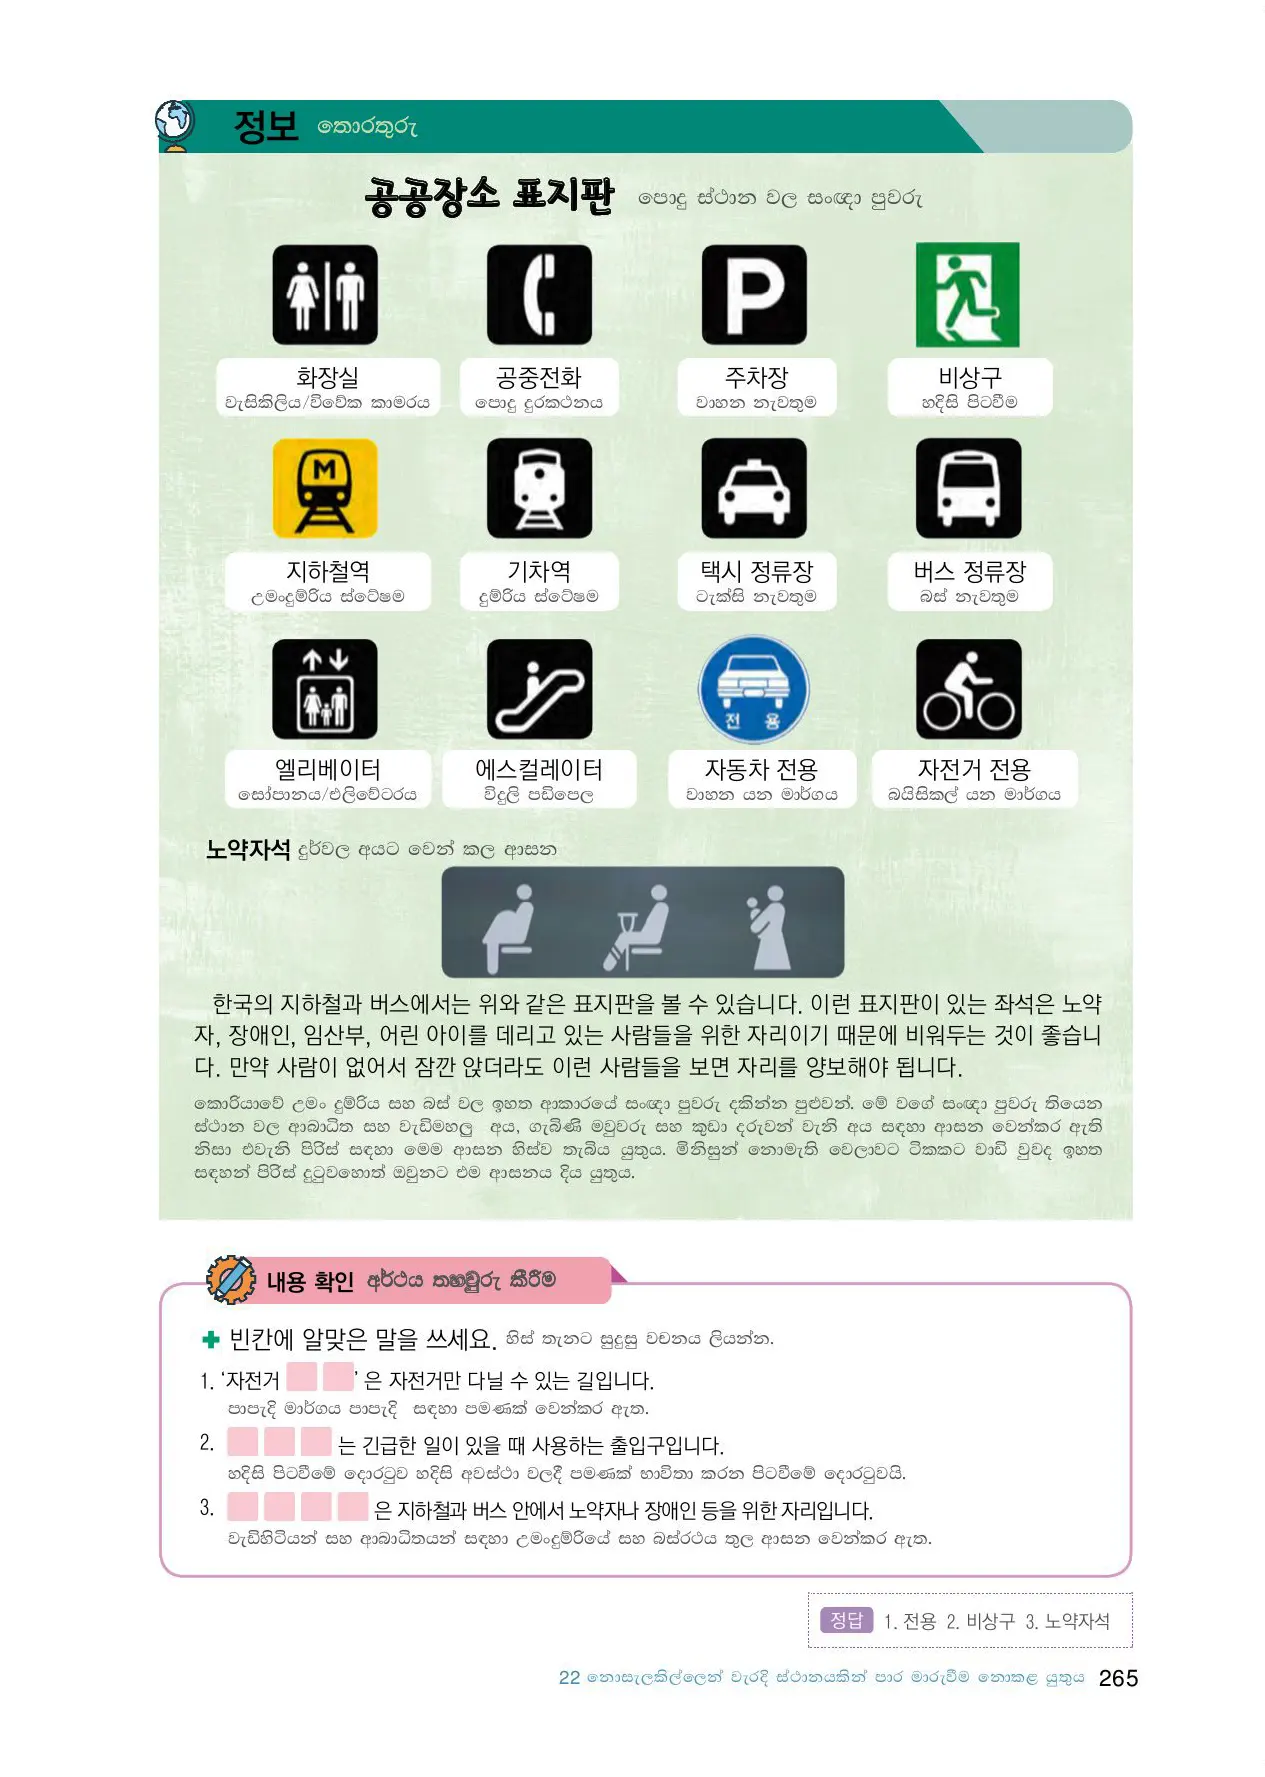 정보 තොරතුරු
공공장소 표지판 පොදු ස්ථාන වල සංඥා පුවරු
P
화장실 공중전화 주차장 비상구
වැසිකිලිය/විවේක කාමරය පොදු දුරකථනය වාහන නැවතුම හදිසි පිටවීම
M
지하철역 기차역 택시 정류장 버스 정류장
උමංදුම්රිය ස්ටේෂම දුම්රිය ස්ටේෂම ටැක්සි නැවතුම බස් නැවතුම
전 용
엘리베이터 에스컬레이터 자동차 전용 자전거 전용
සෝපානය/එලිවේටරය විදුලි පඩිපෙල වාහන යන මාර්ගය බයිසිකල් යන මාර්ගය
노약자석 දුර්වල අයට වෙන් කල ආසන
한국의 지하철과 버스에서는 위와 같은 표지판을 볼 수 있습니다. 이런 표지판이 있는 좌석은 노약
자, 장애인, 임산부, 어린 아이를 데리고 있는 사람들을 위한 자리이기 때문에 비워두는 것이 좋습니
다. 만약 사람이 없어서 잠깐 앉더라도 이런 사람들을 보면 자리를 양보해야 됩니다.
කොරියාවේ උමං දුම්රිය සහ බස් වල ඉහත ආකාරයේ සංඥා පුවරු දකින්න පුළුවන්. මේ වගේ සංඥා පුවරු තියෙන
ස්ථාන වල ආබාධිත සහ වැඩිමහලු අය, ගැබිණි මවුවරු සහ කුඩා දරුවන් වැනි අය සඳහා ආසන වෙන්කර ඇති
නිසා එවැනි පිරිස් සඳහා මෙම ආසන හිස්ව තැබිය යුතුය. මිනිසුන් නොමැති වෙලාවට ටිකකට වාඩි වුවද ඉහත
සඳහන් පිරිස් දුටුවහොත් ඔවුනට එම ආසනය දිය යුතුය.
내용 확인 අර්ථය තහවුරු කිරීම
빈칸에 알맞은 말을 쓰세요. හිස් තැනට සුදුසු වචනය ලියන්න.
1. ‘자전거 ’ 은 자전거만 다닐 수 있는 길입니다.
පාපැදි මාර්ගය පාපැදි සඳහා පමණක් වෙන්කර ඇත.
2. 는 긴급한 일이 있을 때 사용하는 출입구입니다.
හදිසි පිටවීමේ දොරටුව හදිසි අවස්ථා වලදී පමණක් භාවිතා කරන පිටවීමේ දොරටුවයි.
3. 은 지하철과 버스 안에서 노약자나 장애인 등을 위한 자리입니다.
වැඩිහිටියන් සහ ආබාධිතයන් සඳහා උමංදුම්රියේ සහ බස්රථය තුල ආසන වෙන්කර ඇත.
정답 1. 전용 2. 비상구 3. 노약자석
22 නොසැලකිල්ලෙන් වැරදි ස්ථානයකින් පාර මාරුවීම නොකළ යුතුය 265